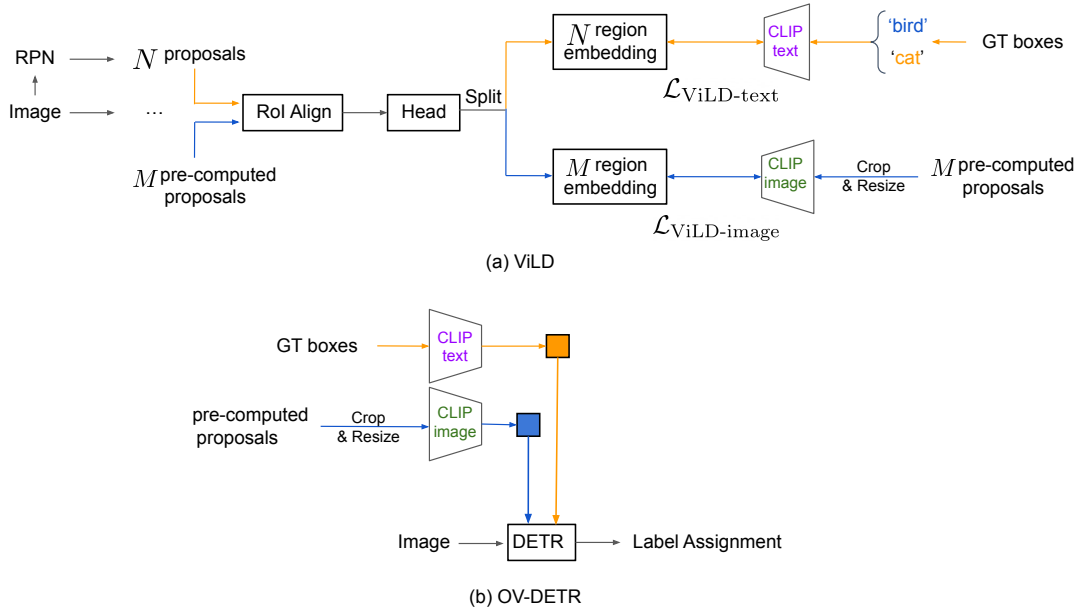 RPN
N proposals
Image
...
M pre-computed
proposals
RoI Align
Head
Split
N region
embedding
CLIP
text
'bird'
'cat'
GT boxes
ℒViLD-text
M region
embedding
CLIP
image
Crop
& Resize
M pre-computed
proposals
ℒViLD-image
(a) ViLD
GT boxes
CLIP
text
pre-computed
proposals
Crop
& Resize
CLIP
image
Image
DETR
Label Assignment
(b) OV-DETR